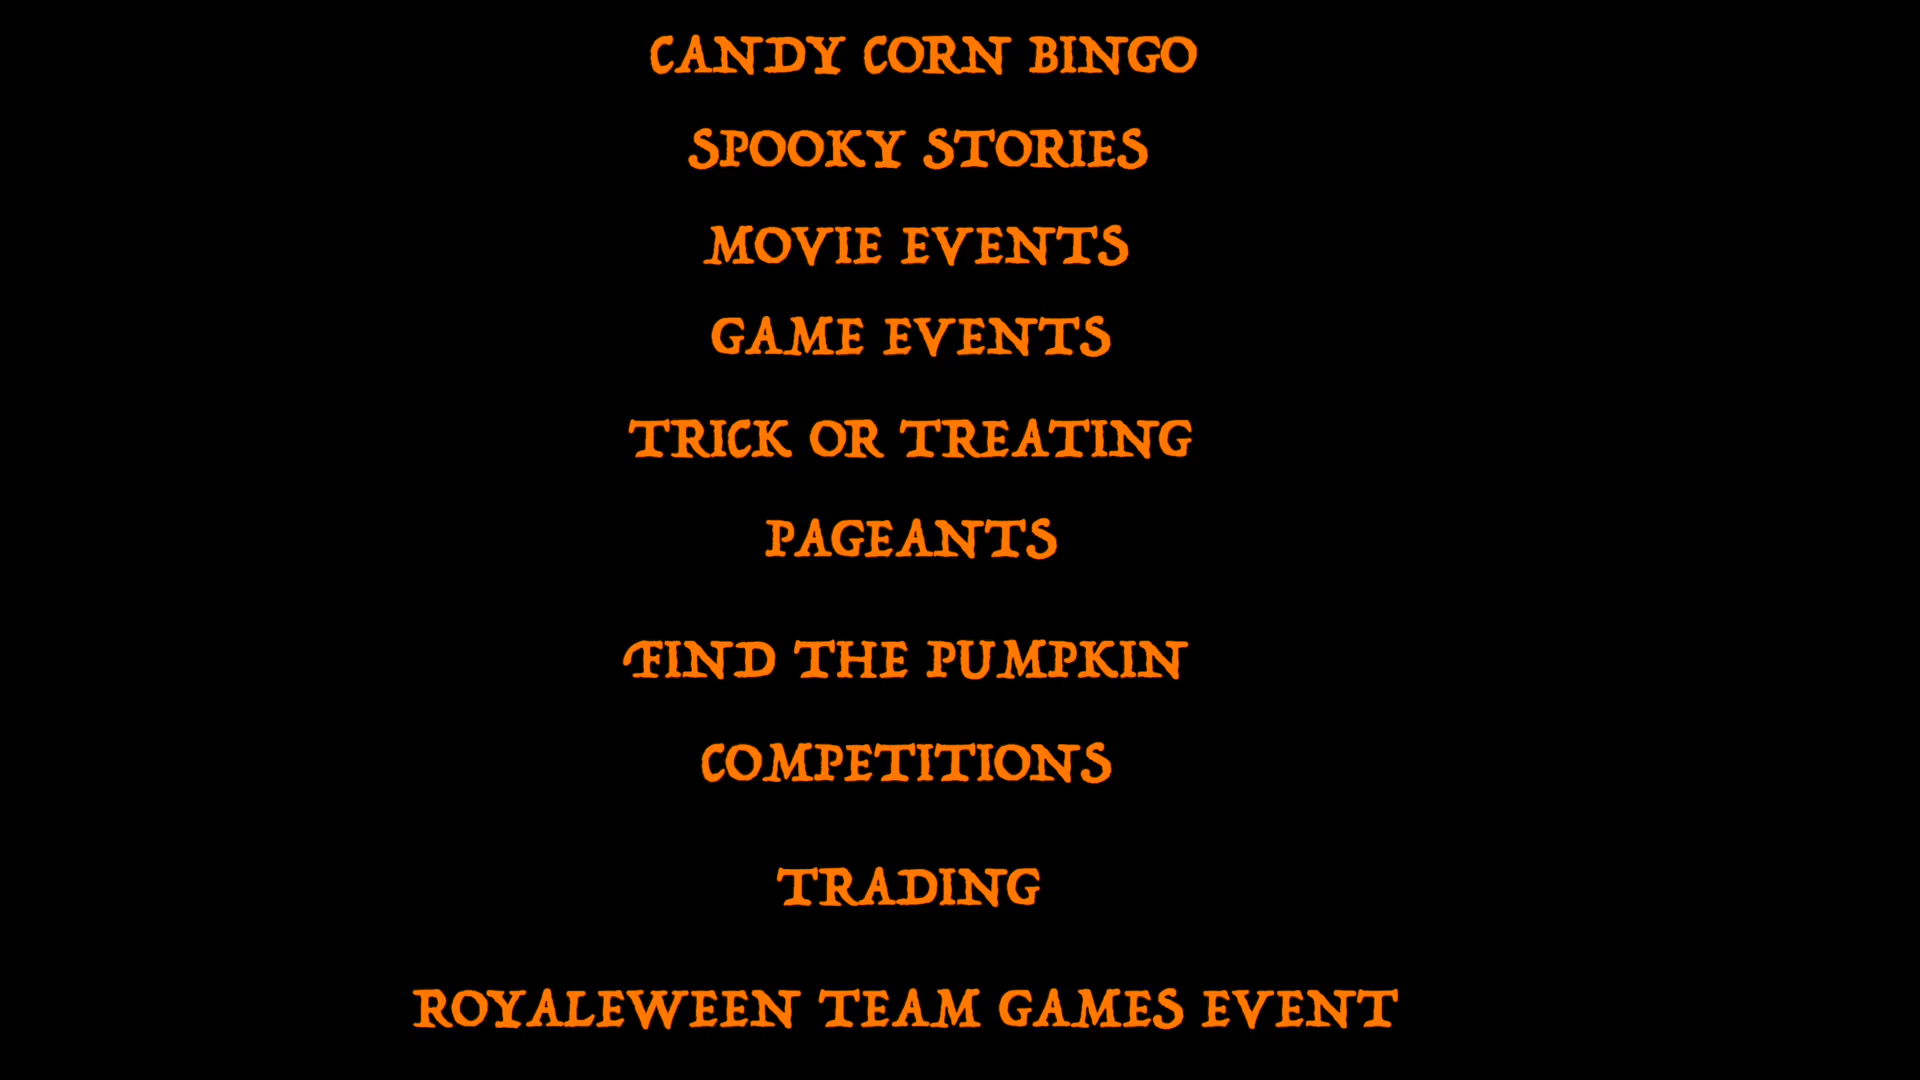 CANDY CORN BINGO
SPOOKY STORIES
MOVIE EVENTS
GAME EVENTS
TRICK OR TREATING
PAGEANTS
FIND THE PUMPKIN
COMPETITIONS
TRADING
ROYALEWEEN TEAM GAMES EVENT